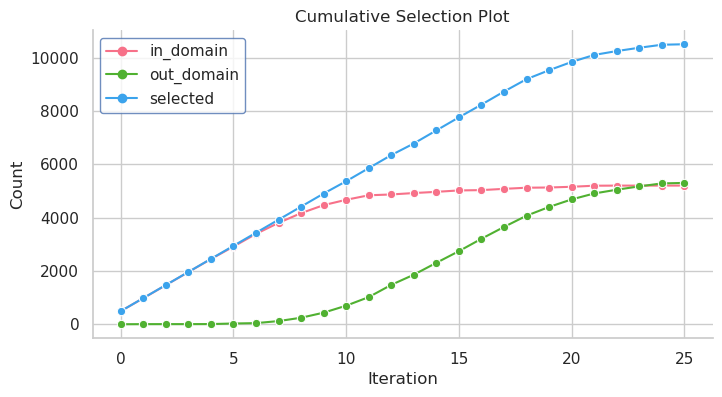 Cumulative Selection Plot
in_domain
out_domain
selected
Count
10000
8000
6000
4000
2000
0
0 5 10 15 20 25
Iteration